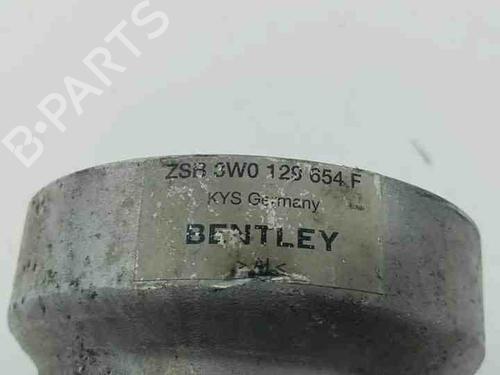 B-PARTS
ZSB 3W0 129 654 F
KYS Germany
BENTLEY